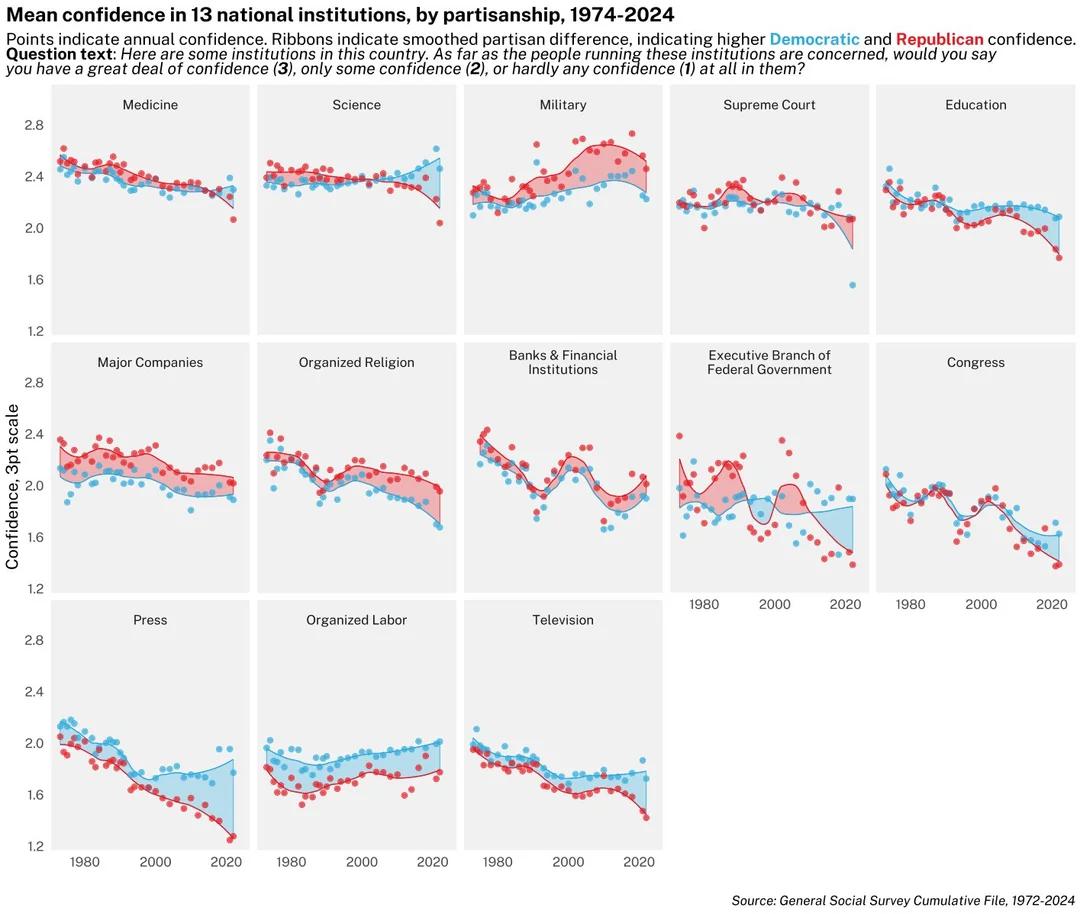 Mean confidence in 13 national institutions, by partisanship, 1974-2024
Points indicate annual confidence. Ribbons indicate smoothed partisan difference, indicating higher Democratic and Republican confidence.
Question text: Here are some institutions in this country. As far as the people running these institutions are concerned, would you say
you have a great deal of confidence (3), only some confidence (2), or hardly any confidence (1) at all in them?
Medicine
Science
Military
Supreme Court
Education
2.8
2.4
2.0
1.6
1.2
Confidence, 3pt scale
Major Companies
Organized Religion
Banks & Financial
Institutions
Executive Branch of
Federal Government
Congress
2.8
2.4
2.0
1.6
1.2
1980 2000 2020
1980 2000 2020
Press
Organized Labor
Television
2.8
2.4
2.0
1.6
1.2
1980 2000 2020
1980 2000 2020
1980 2000 2020
Source: General Social Survey Cumulative File, 1972-2024